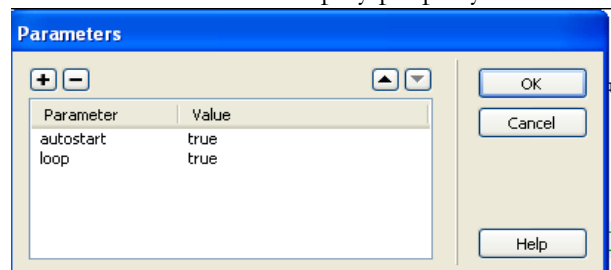 Parameters
OK
Parameter Value
Cancel
autostart true
loop true
Help